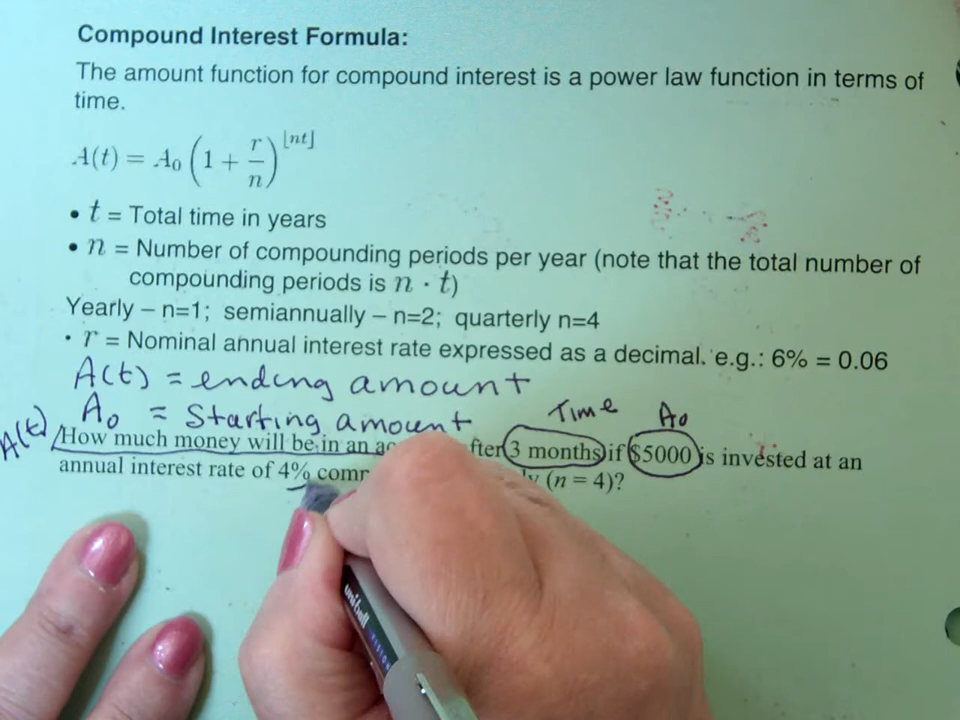 Compound Interest Formula:
The amount function for compound interest is a power law function in terms of
time.
A(t) = A₀ (1 + r/n)^⌊nt⌋
• t = Total time in years
• n = Number of compounding periods per year (note that the total number of
compounding periods is n · t)
Yearly – n=1; semiannually – n=2; quarterly n=4
• r = Nominal annual interest rate expressed as a decimal. e.g.: 6% = 0.06
A(t) = ending amount
A₀ = Starting amount
Time A₀
A(t)
How much money will be in an 3 months if $5000 is invested at an
annual interest rate of 4% (n = 4)?
uniball
VISION